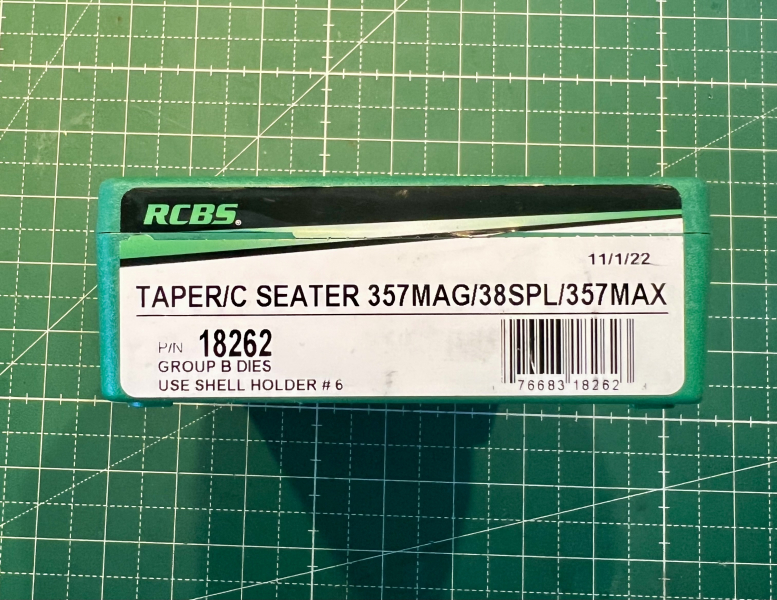 RCBS.
11/1/22
TAPER/C SEATER 357MAG/38SPL/357MAX
P/N 18262
GROUP B DIES
USE SHELL HOLDER # 6
76683 18262